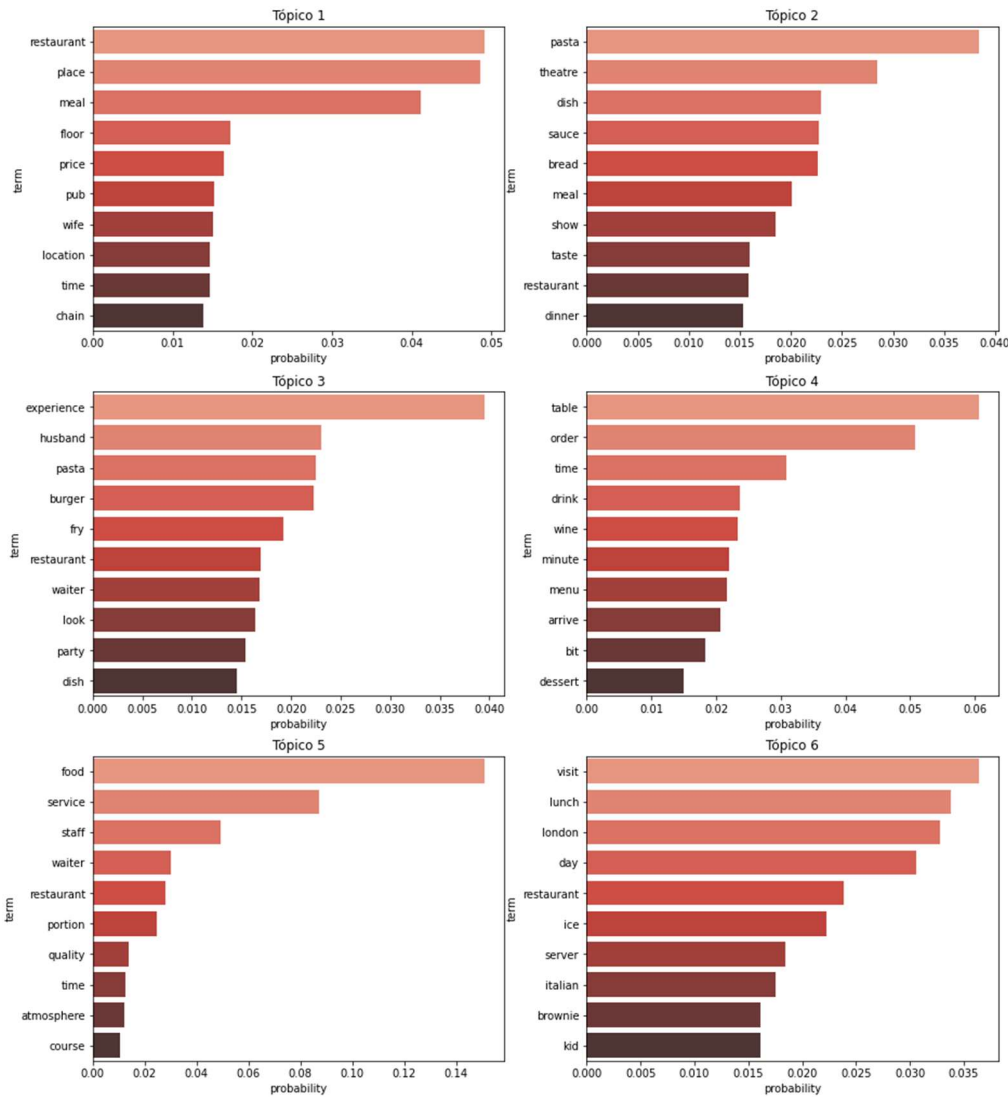 Tópico 1
restaurant
place
meal
floor
price
pub
wife
location
time
chain
term
0.00 0.01 0.02 0.03 0.04 0.05
probability
Tópico 2
pasta
theatre
dish
sauce
bread
meal
show
taste
restaurant
dinner
term
0.000 0.005 0.010 0.015 0.020 0.025 0.030 0.035 0.040
probability
Tópico 3
experience
husband
pasta
burger
fry
restaurant
waiter
look
party
dish
term
0.000 0.005 0.010 0.015 0.020 0.025 0.030 0.035 0.040
probability
Tópico 4
table
order
time
drink
wine
minute
menu
arrive
bit
dessert
term
0.00 0.01 0.02 0.03 0.04 0.05 0.06
probability
Tópico 5
food
service
staff
waiter
restaurant
portion
quality
time
atmosphere
course
term
0.00 0.02 0.04 0.06 0.08 0.10 0.12 0.14
probability
Tópico 6
visit
lunch
london
day
restaurant
ice
server
italian
brownie
kid
term
0.000 0.005 0.010 0.015 0.020 0.025 0.030 0.035
probability